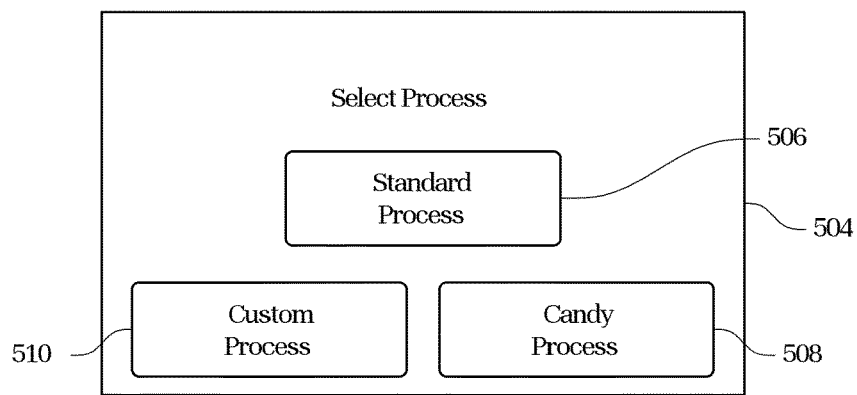 Select Process
506
Standard
Process
504
Custom
Process
Candy
Process
510
508